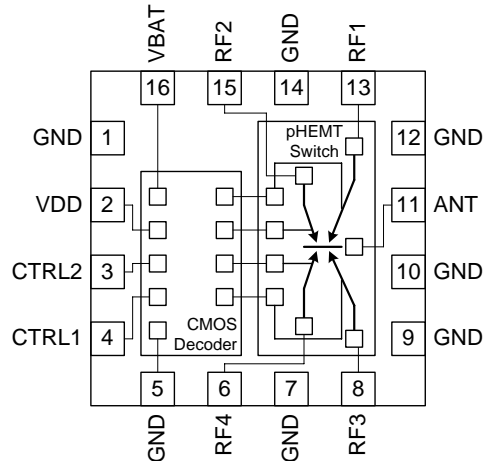 VBAT
RF2
GND
RF1
16
15
14
13
GND
1
pHEMT
Switch
12
GND
VDD
2
11
ANT
CTRL2
3
10
GND
CTRL1
4
CMOS
Decoder
9
GND
5
6
7
8
GND
RF4
GND
RF3